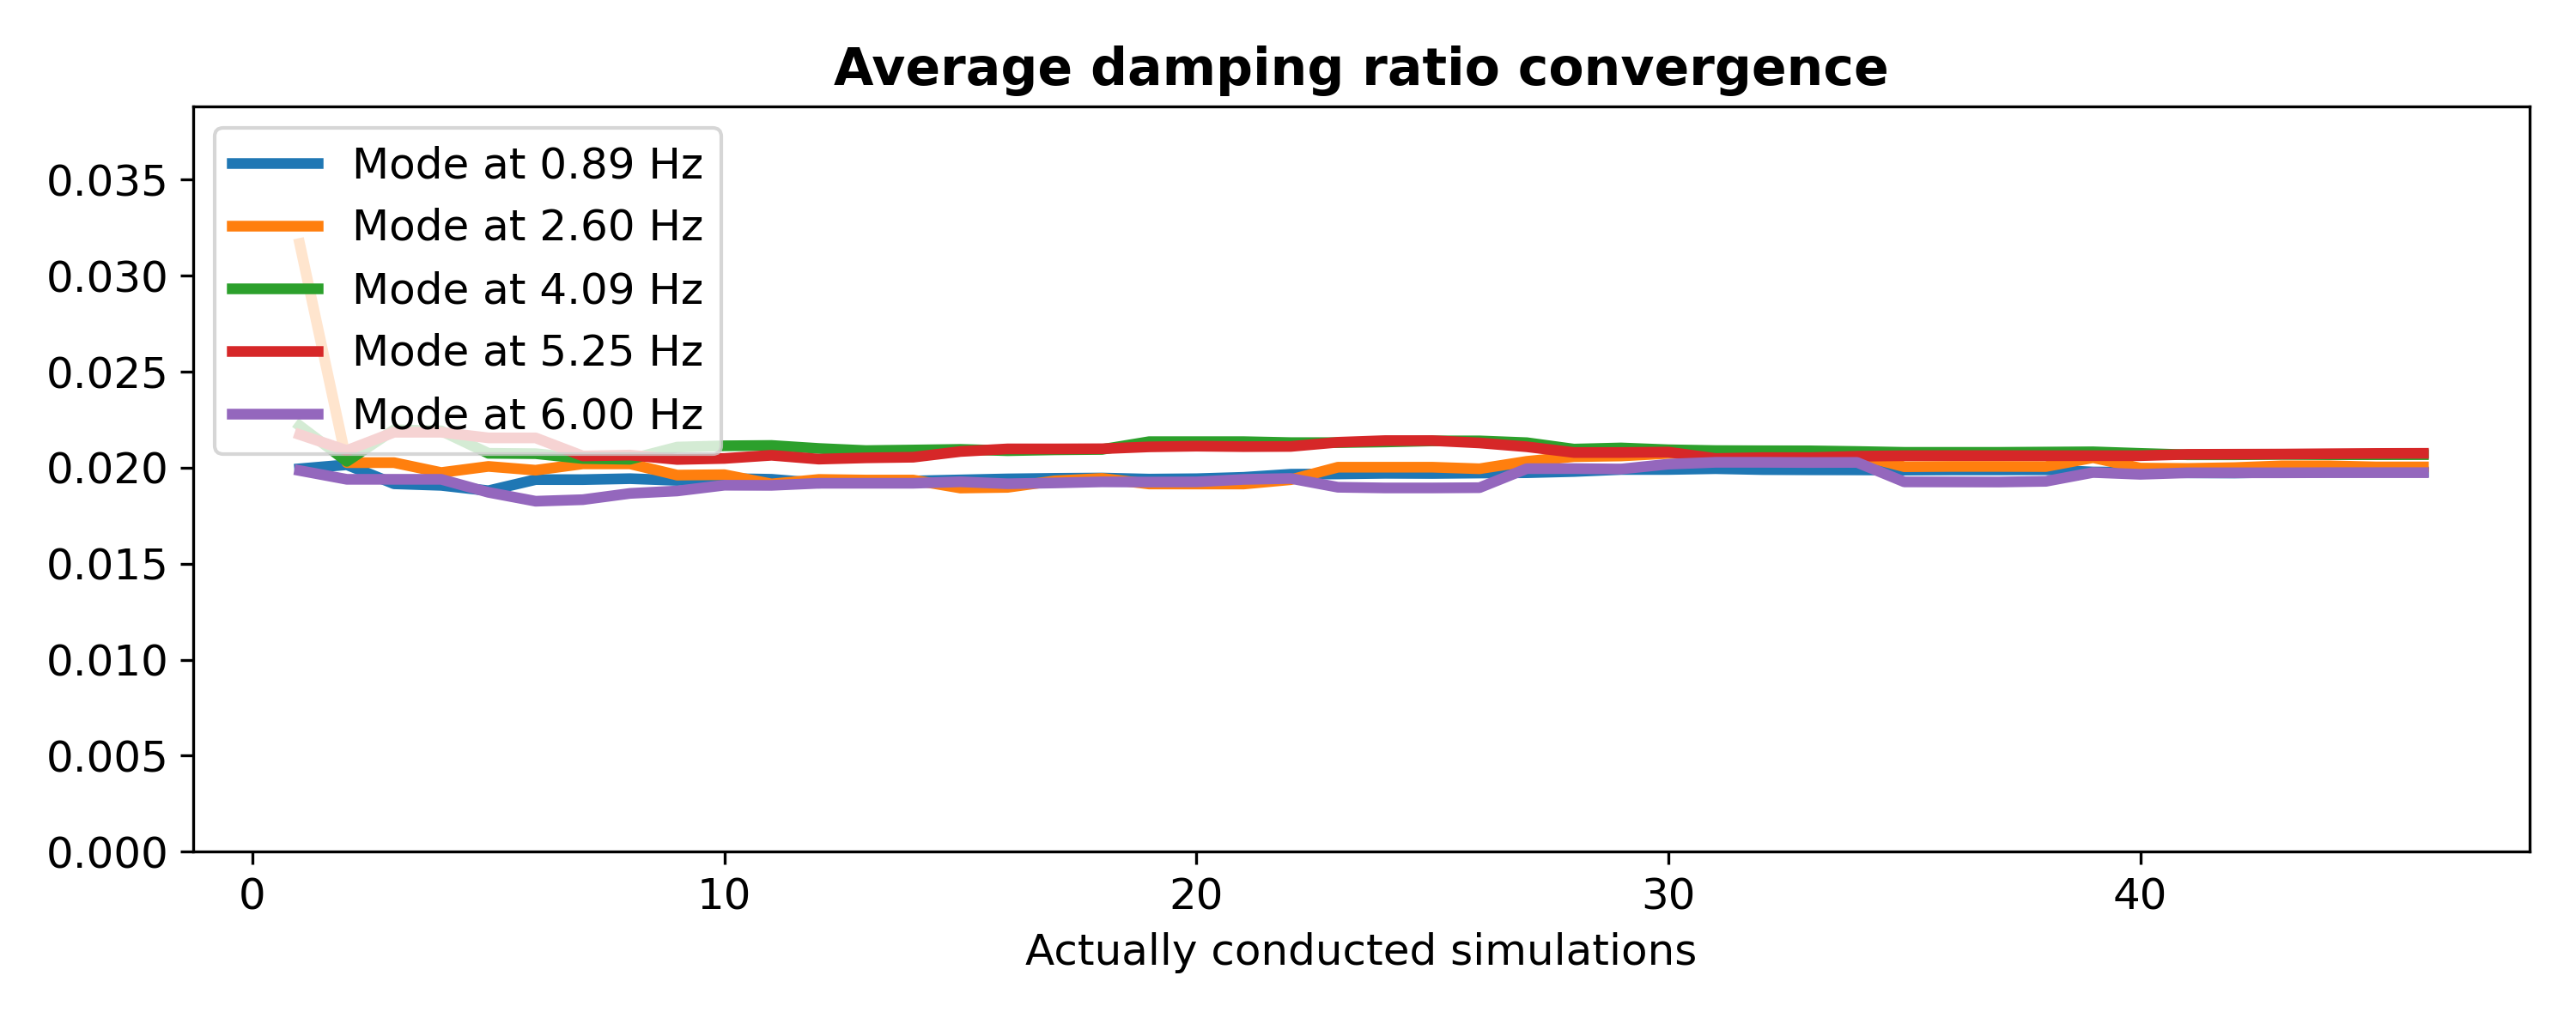 Average damping ratio convergence
Mode at 0.89 Hz
Mode at 2.60 Hz
Mode at 4.09 Hz
Mode at 5.25 Hz
Mode at 6.00 Hz
0.035
0.030
0.025
0.020
0.015
0.010
0.005
0.000
0 10 20 30 40
Actually conducted simulations